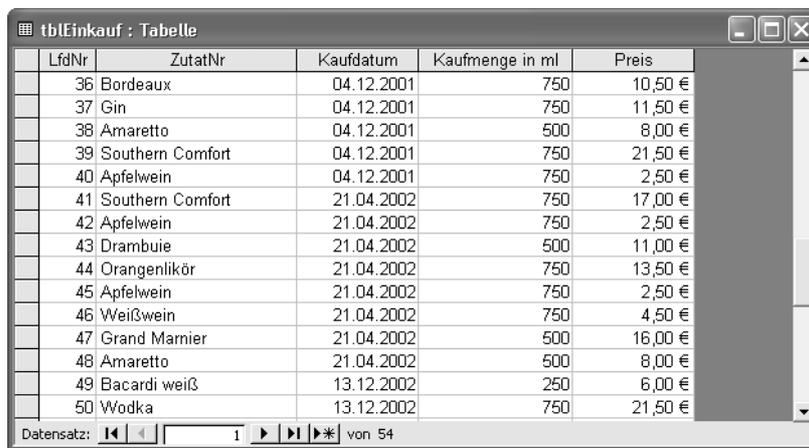 tblEinkauf : Tabelle
LfdNr ZutatNr Kaufdatum Kaufmenge in ml Preis
36 Bordeaux 04.12.2001 750 10,50 €
37 Gin 04.12.2001 750 11,50 €
38 Amaretto 04.12.2001 500 8,00 €
39 Southern Comfort 04.12.2001 750 21,50 €
40 Apfelwein 04.12.2001 750 2,50 €
41 Southern Comfort 21.04.2002 750 17,00 €
42 Apfelwein 21.04.2002 750 2,50 €
43 Drambuie 21.04.2002 500 11,00 €
44 Orangenlikör 21.04.2002 750 13,50 €
45 Apfelwein 21.04.2002 750 2,50 €
46 Weißwein 21.04.2002 750 4,50 €
47 Grand Marnier 21.04.2002 500 16,00 €
48 Amaretto 21.04.2002 500 8,00 €
49 Bacardi weiß 13.12.2002 250 6,00 €
50 Wodka 13.12.2002 750 21,50 €
Datensatz: 1 von 54